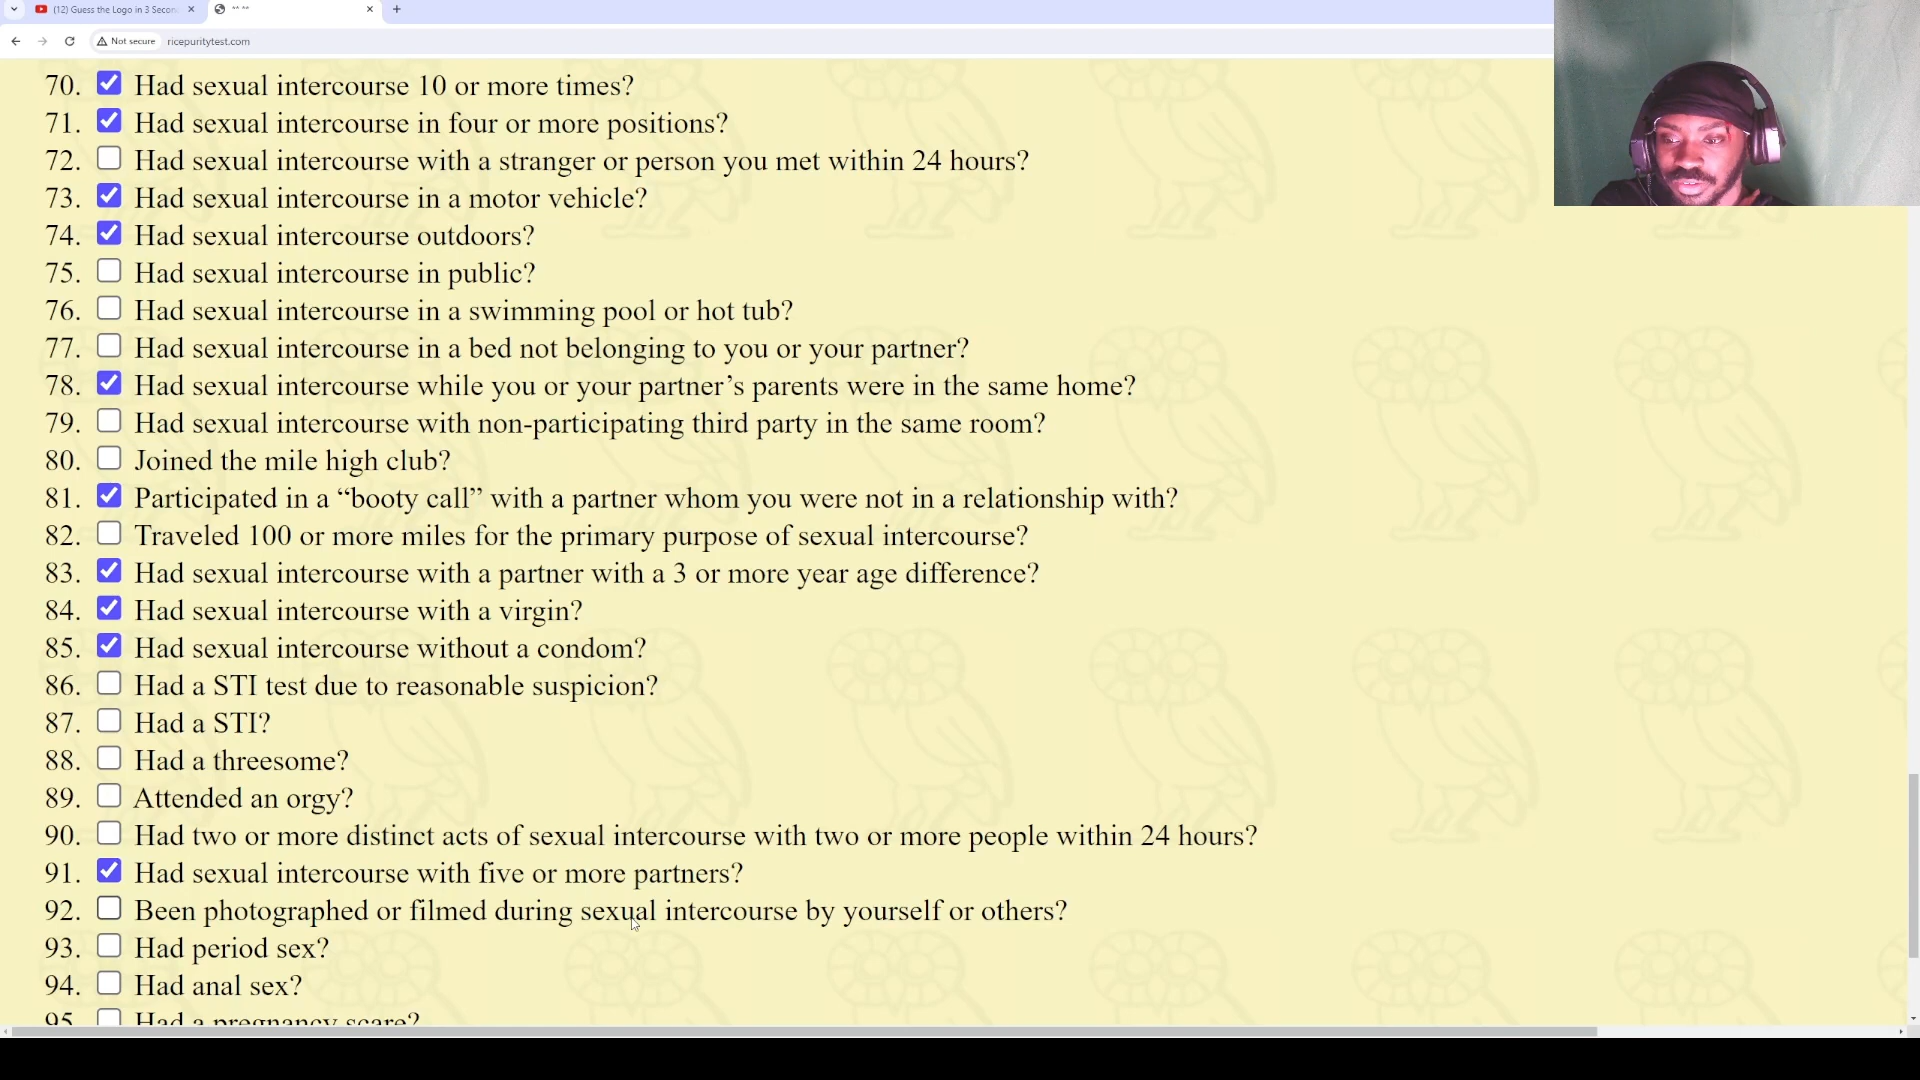 (12) Guess the Logo in 3 Secon
** **
Not secure
ricepuritytest.com
70. Had sexual intercourse 10 or more times?
71. Had sexual intercourse in four or more positions?
72. Had sexual intercourse with a stranger or person you met within 24 hours?
73. Had sexual intercourse in a motor vehicle?
74. Had sexual intercourse outdoors?
75. Had sexual intercourse in public?
76. Had sexual intercourse in a swimming pool or hot tub?
77. Had sexual intercourse in a bed not belonging to you or your partner?
78. Had sexual intercourse while you or your partner’s parents were in the same home?
79. Had sexual intercourse with non-participating third party in the same room?
80. Joined the mile high club?
81. Participated in a “booty call” with a partner whom you were not in a relationship with?
82. Traveled 100 or more miles for the primary purpose of sexual intercourse?
83. Had sexual intercourse with a partner with a 3 or more year age difference?
84. Had sexual intercourse with a virgin?
85. Had sexual intercourse without a condom?
86. Had a STI test due to reasonable suspicion?
87. Had a STI?
88. Had a threesome?
89. Attended an orgy?
90. Had two or more distinct acts of sexual intercourse with two or more people within 24 hours?
91. Had sexual intercourse with five or more partners?
92. Been photographed or filmed during sexual intercourse by yourself or others?
93. Had period sex?
94. Had anal sex?
95. Had a pregnancy scare?